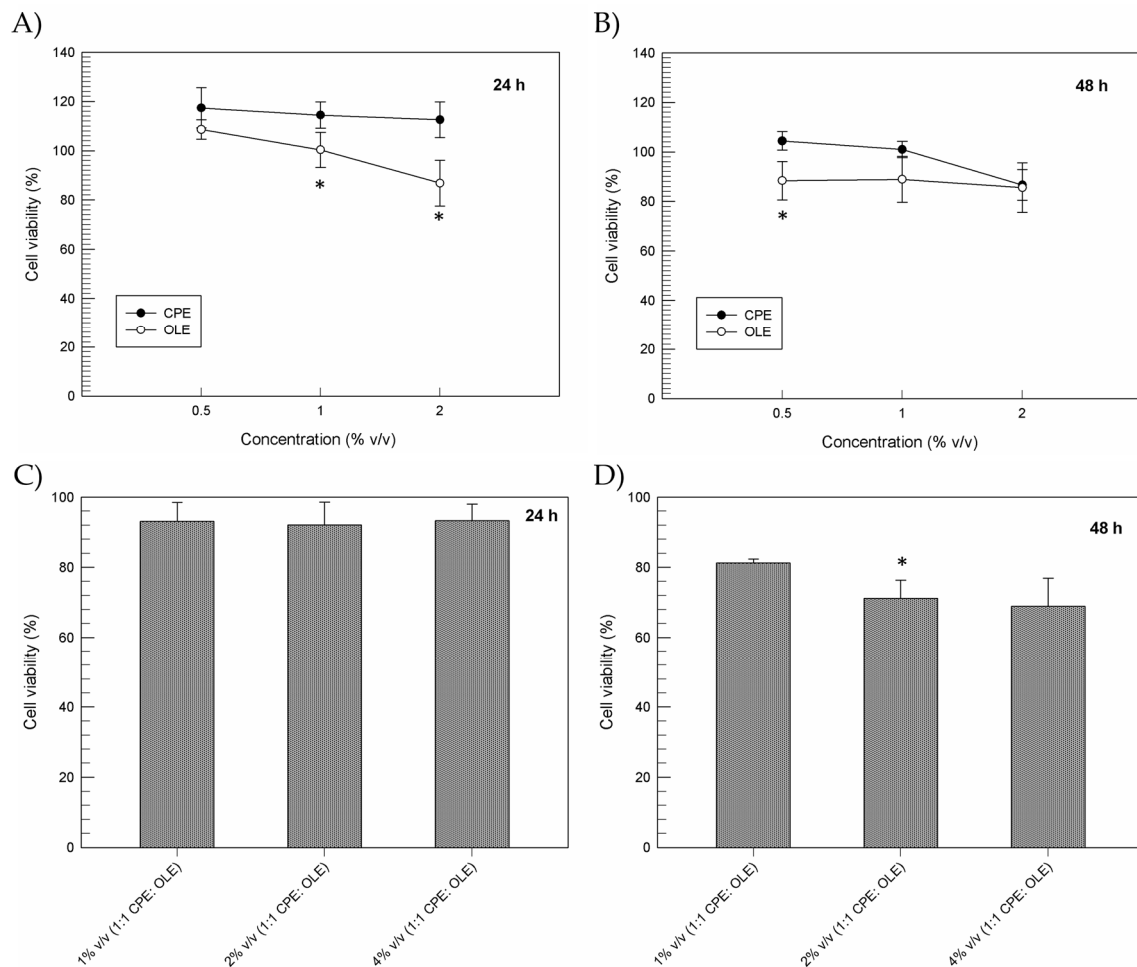 A)
140
120
100
80
60
40
20
0
Cell viability (%)
24 h
*
*
CPE
OLE
0.5
1
2
Concentration (% v/v)
B)
140
120
100
80
60
40
20
0
Cell viability (%)
48 h
*
CPE
OLE
0.5
1
2
Concentration (% v/v)
C)
100
80
60
40
20
0
Cell viability (%)
24 h
1% v/v (1:1 CPE: OLE)
2% v/v (1:1 CPE: OLE)
4% v/v (1:1 CPE: OLE)
D)
100
80
60
40
20
0
Cell viability (%)
48 h
*
1% v/v (1:1 CPE: OLE)
2% v/v (1:1 CPE: OLE)
4% v/v (1:1 CPE: OLE)